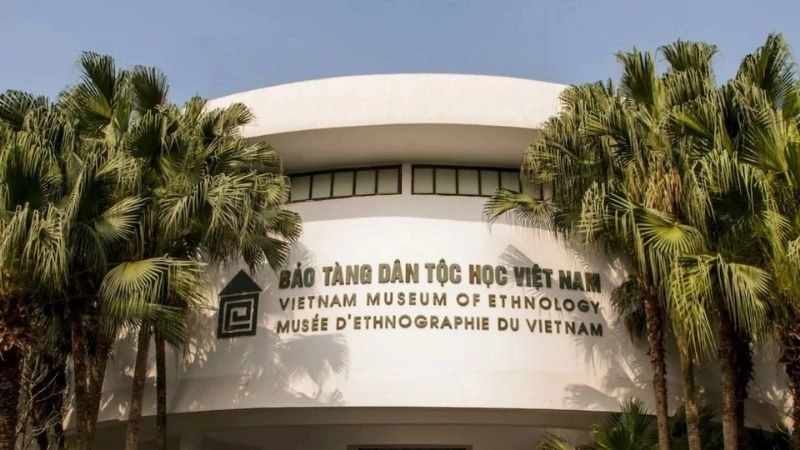 BẢO TÀNG DÂN TỘC HỌC VIỆT NAM
VIETNAM MUSEUM OF ETHNOLOGY
MUSÉE D'ETHNOGRAPHIE DU VIETNAM